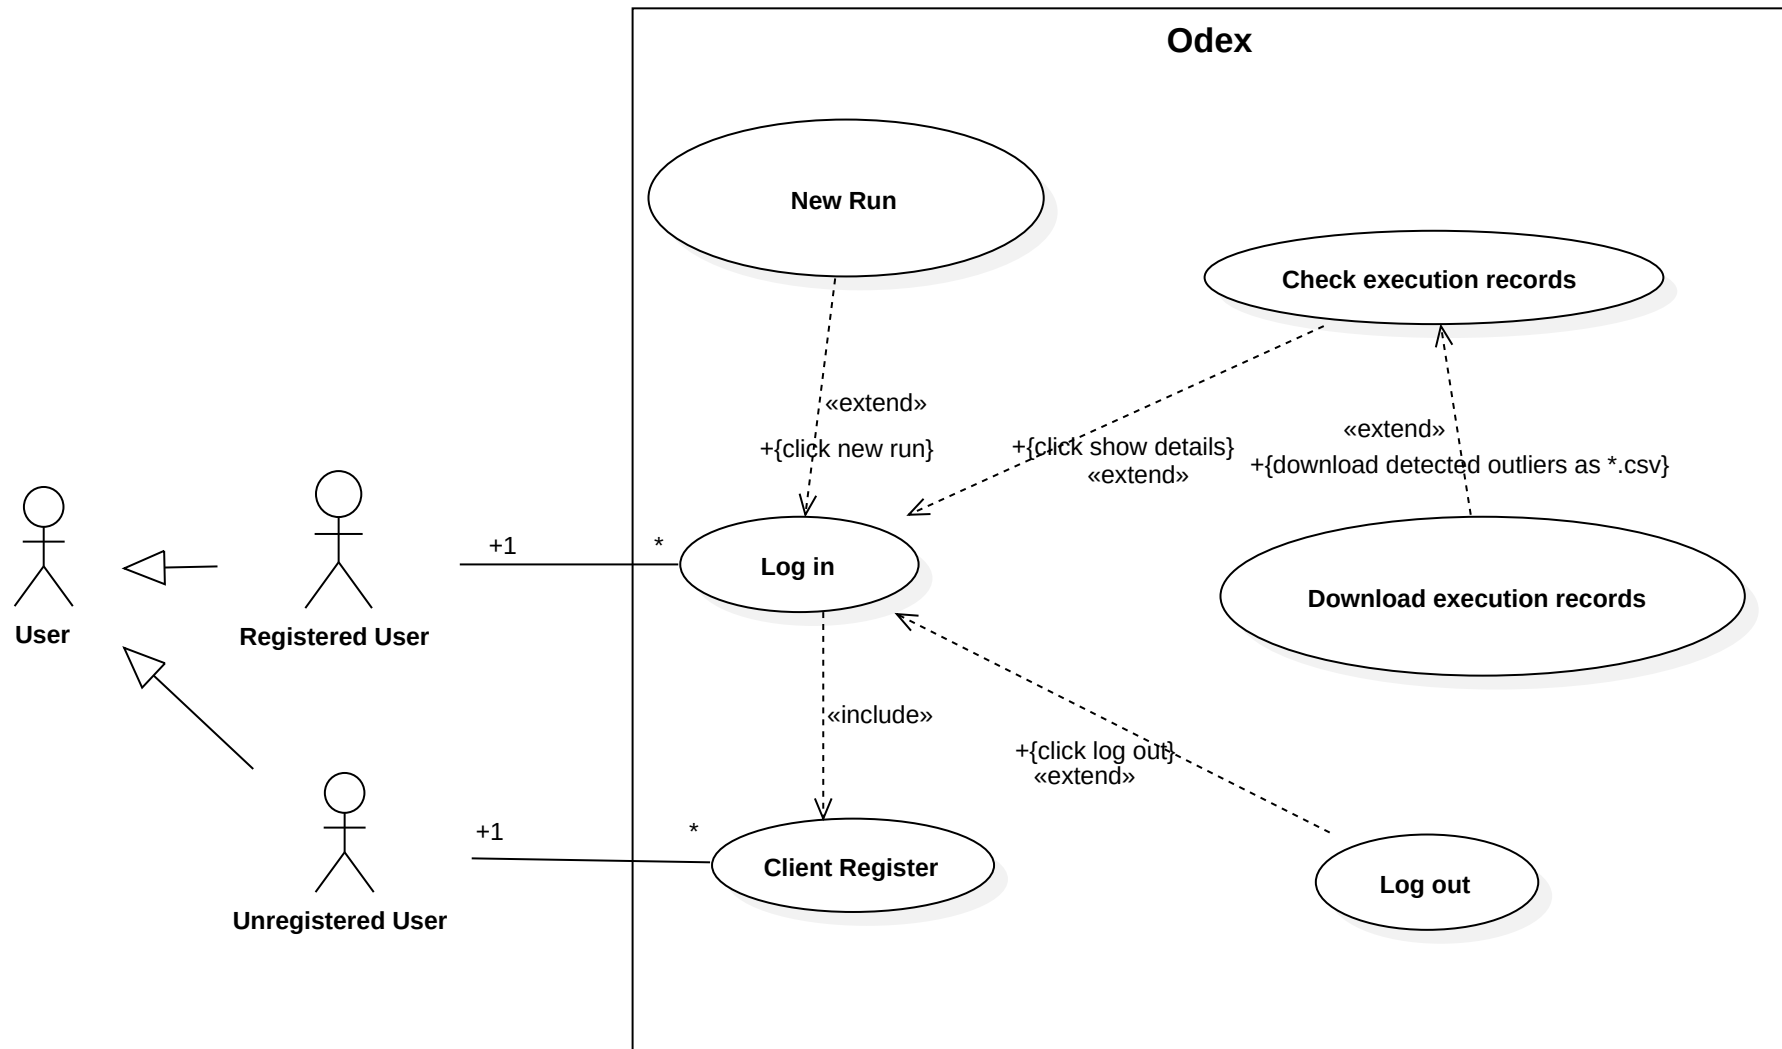 Odex
New Run
Check execution records
«extend»
+{click new run}
+{click show details}
«extend»
«extend»
+{download detected outliers as *.csv}
+1
*
Log in
User
Registered User
Download execution records
«include»
+{click log out}
«extend»
+1
*
Client Register
Log out
Unregistered User